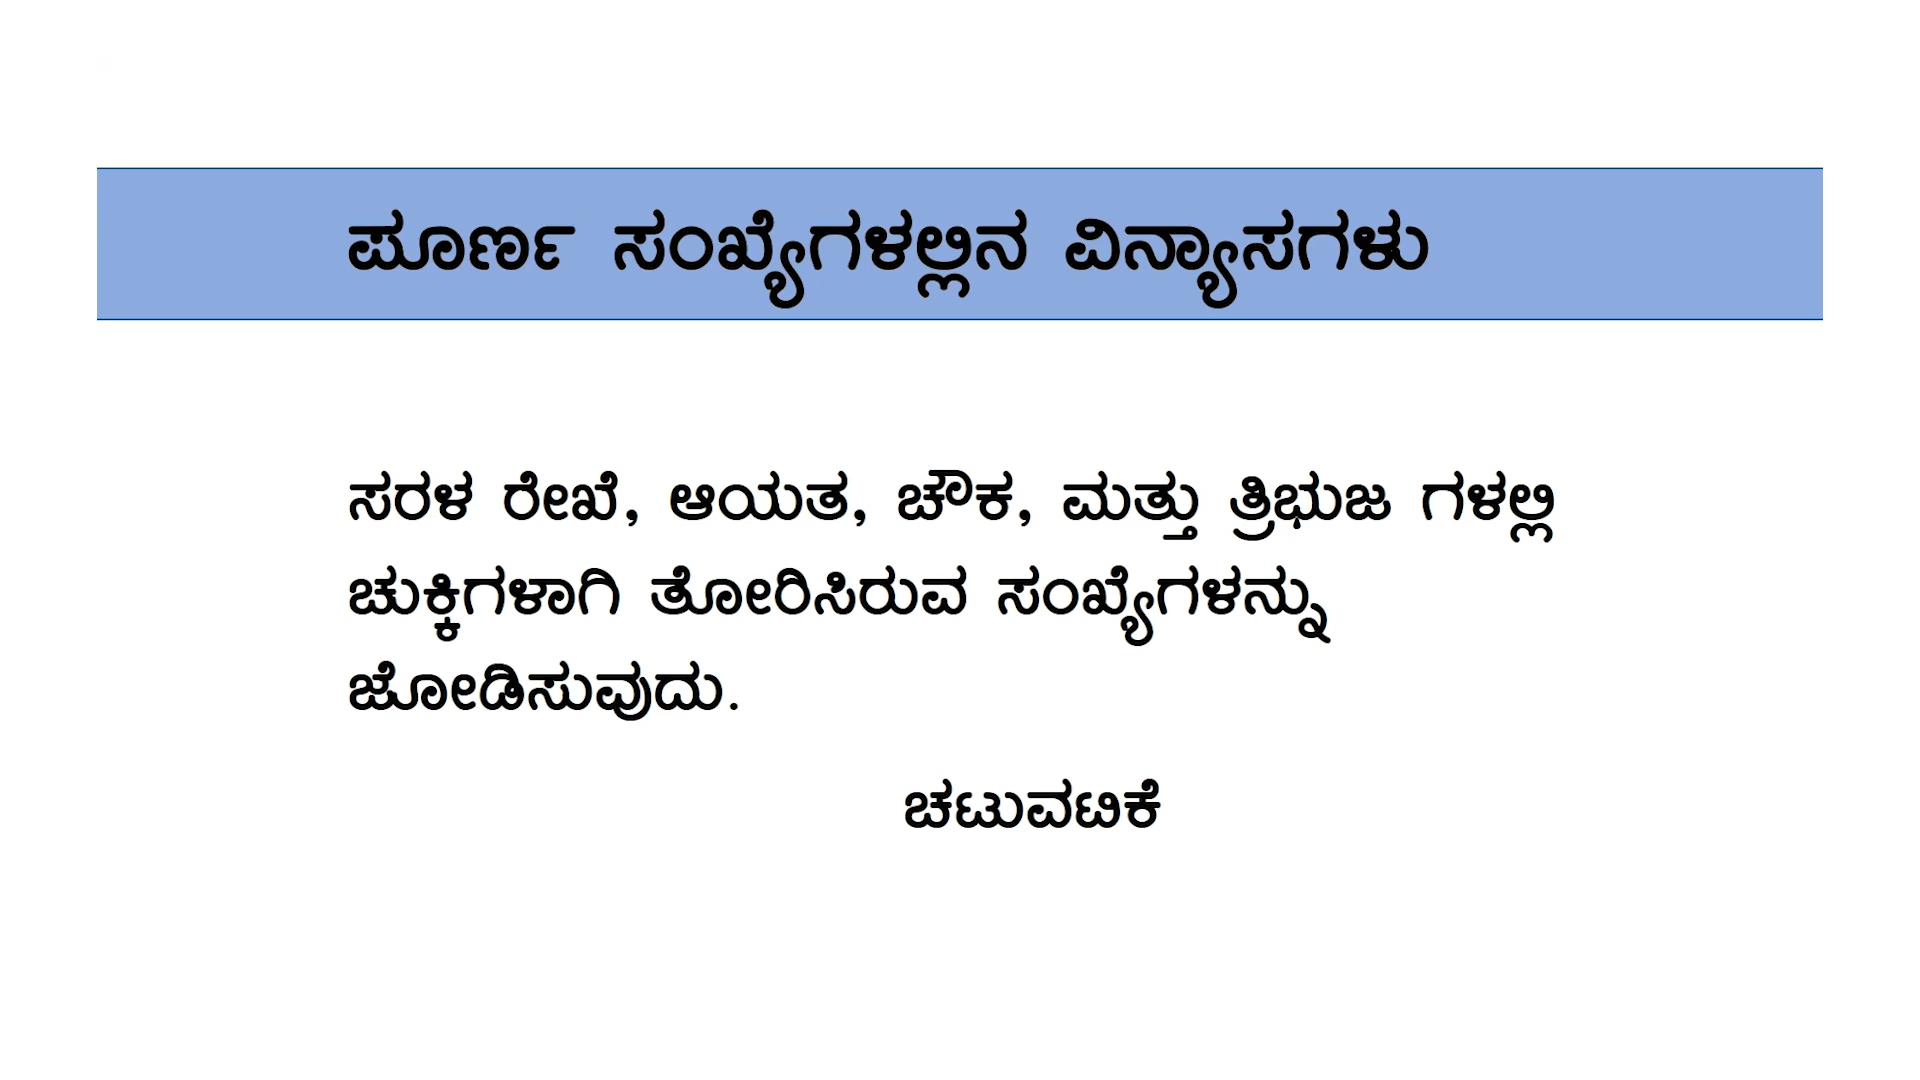 ಪೂರ್ಣ ಸಂಖ್ಯೆಗಳಲ್ಲಿನ ವಿನ್ಯಾಸಗಳು
ಸರಳ ರೇಖೆ, ಆಯತ, ಚೌಕ, ಮತ್ತು ತ್ರಿಭುಜ ಗಳಲ್ಲಿ
ಚುಕ್ಕಿಗಳಾಗಿ ತೋರಿಸಿರುವ ಸಂಖ್ಯೆಗಳನ್ನು
ಜೋಡಿಸುವುದು.
ಚಟುವಟಿಕೆ